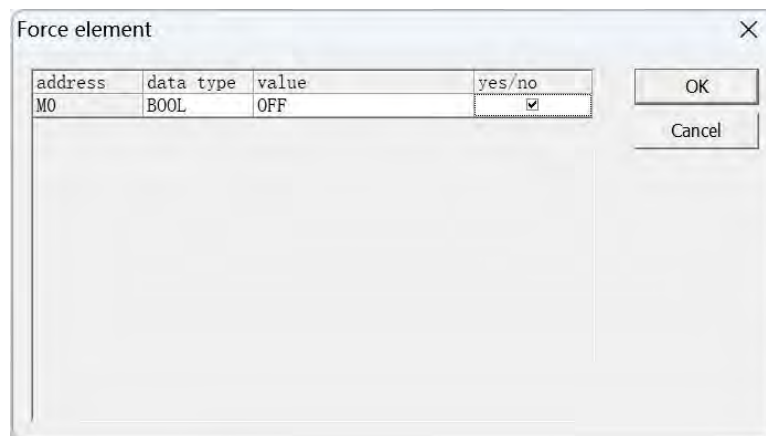 Force element
address data type value yes/no
M0 BOOL OFF
OK
Cancel